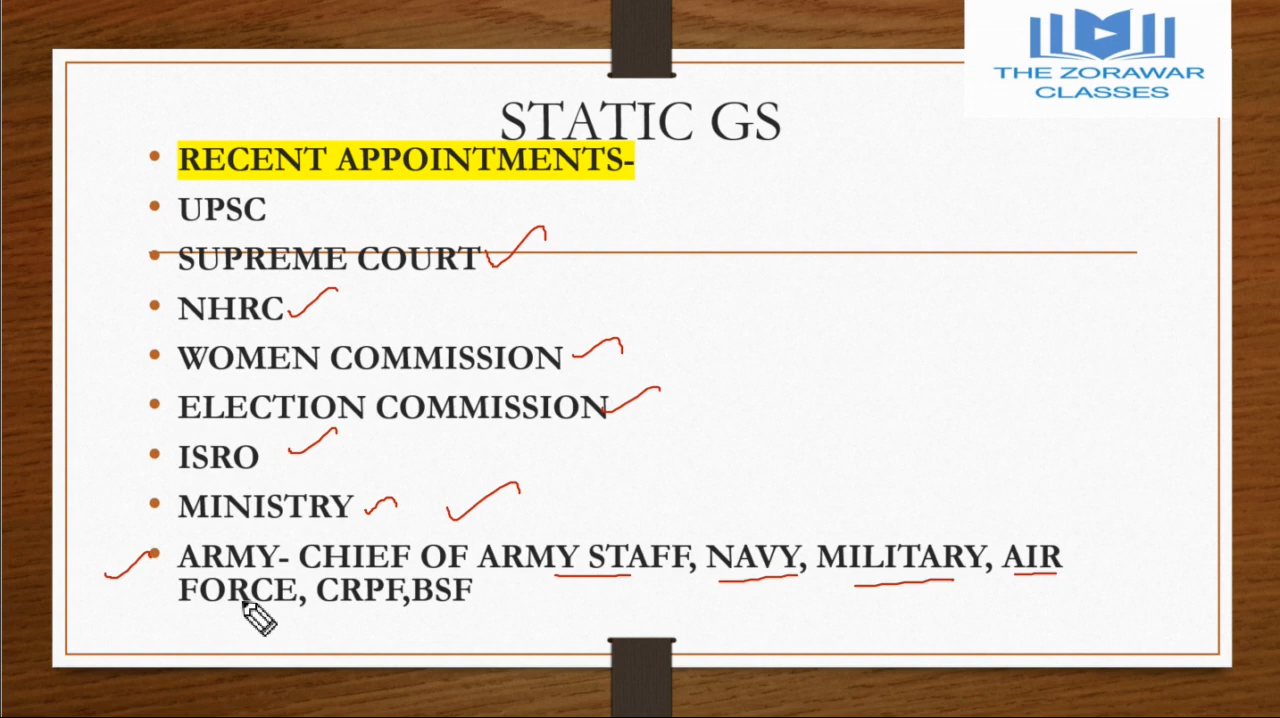 THE ZORAWAR
CLASSES
STATIC GS
• RECENT APPOINTMENTS-
• UPSC
• SUPREME COURT
• NHRC
• WOMEN COMMISSION
• ELECTION COMMISSION
• ISRO
• MINISTRY
• ARMY- CHIEF OF ARMY STAFF, NAVY, MILITARY, AIR
FORCE, CRPF,BSF